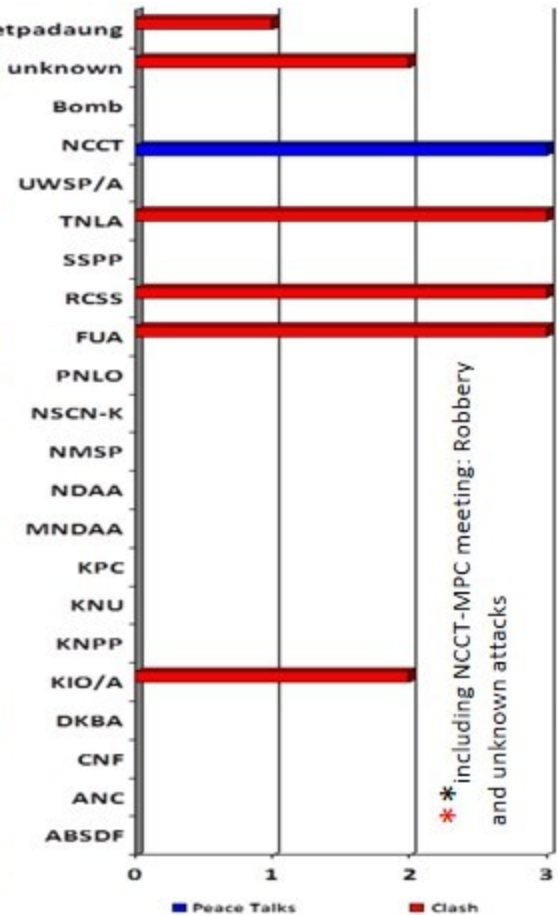 etpadaung
unknown
Bomb
NCCT
UWSP/A
TNLA
SSPP
RCSS
FUA
PNLO
NSCN-K
NMSP
NDAA
MNDAA
KPC
KNU
KNPP
KIO/A
DKBA
CNF
ANC
ABSDF
**including NCCT-MPC meeting: Robbery
and unknown attacks
0 1 2 3
Peace Talks Clash